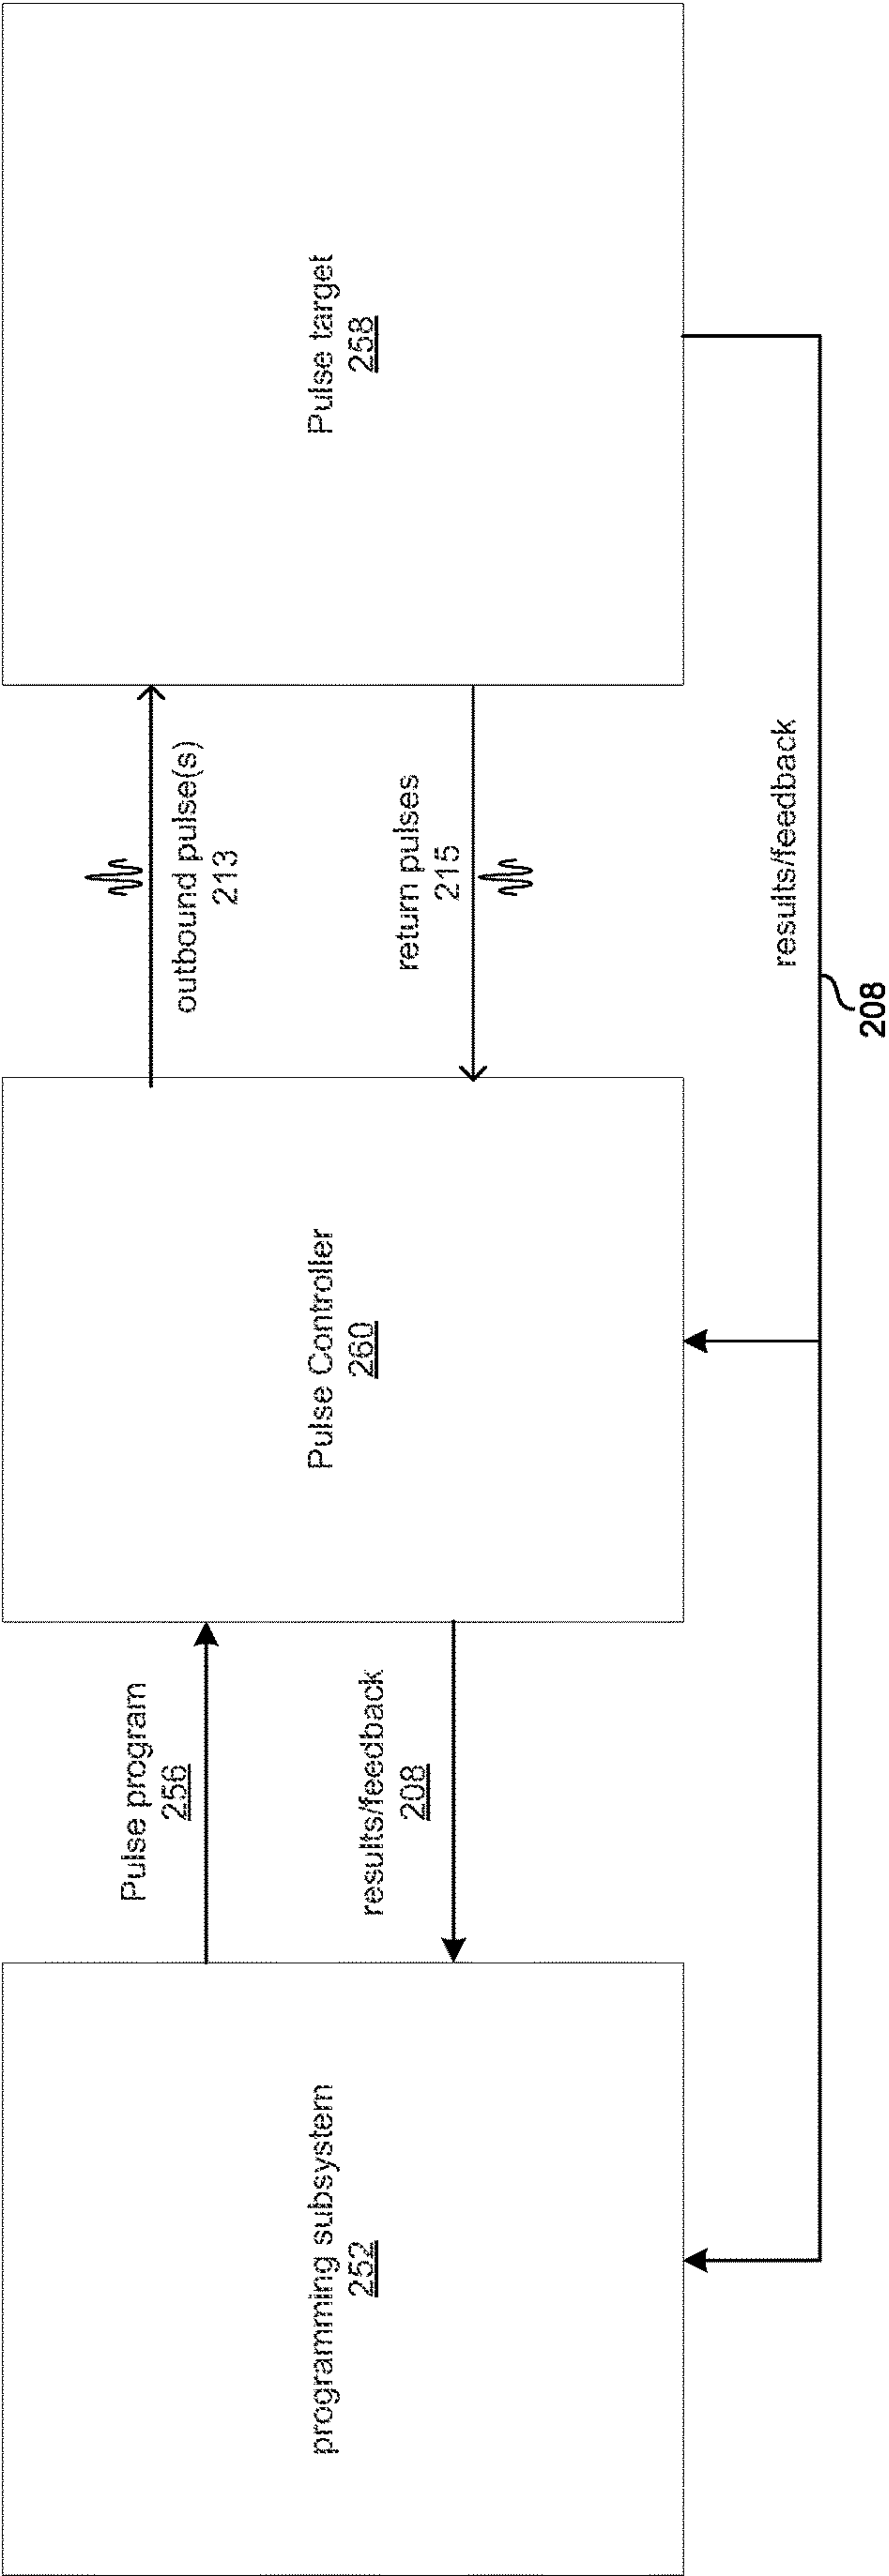 programming subsystem
252
Pulse program
256
results/feedback
208
Pulse Controller
260
outbound pulse(s)
213
return pulses
215
Pulse target
258
results/feedback
208